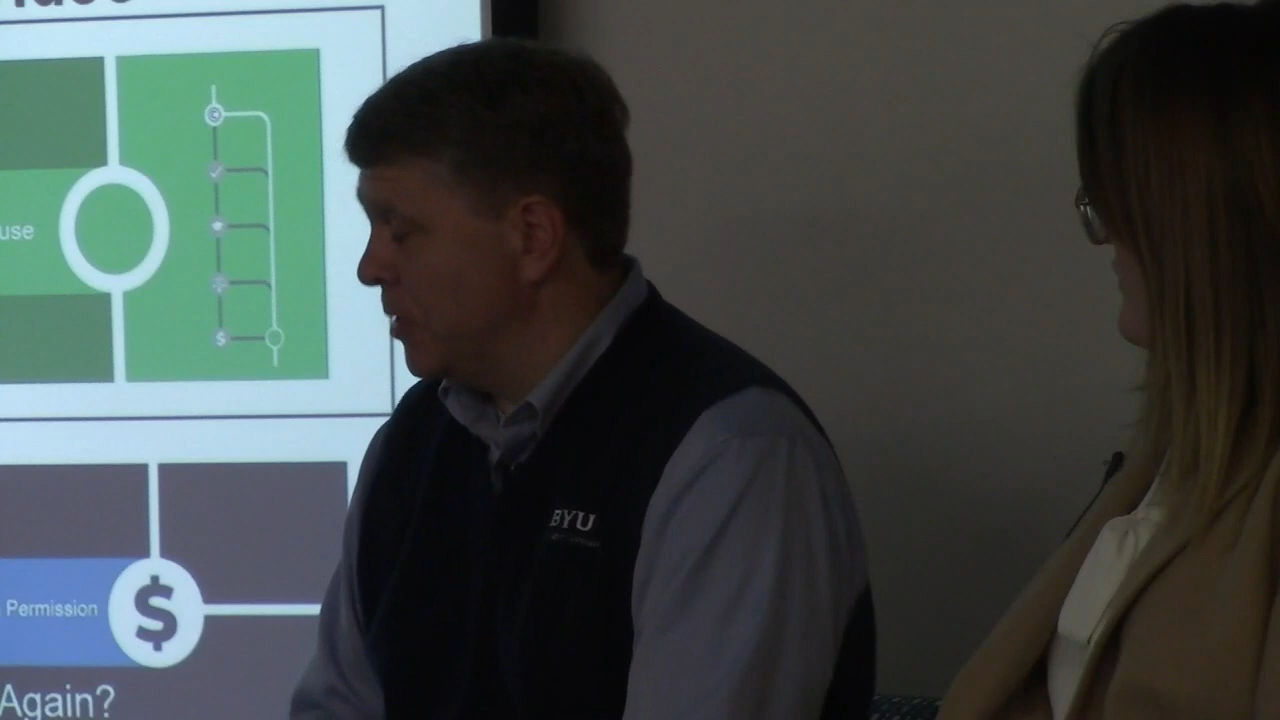 use
$
BYU
Permission
$
Again?